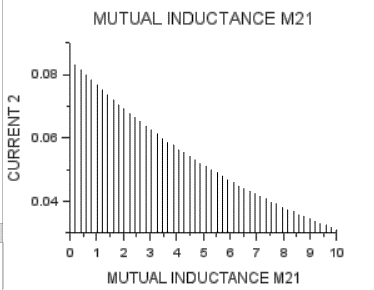 MUTUAL INDUCTANCE M21
0.08
0.06
0.04
CURRENT 2
0 1 2 3 4 5 6 7 8 9 10
MUTUAL INDUCTANCE M21